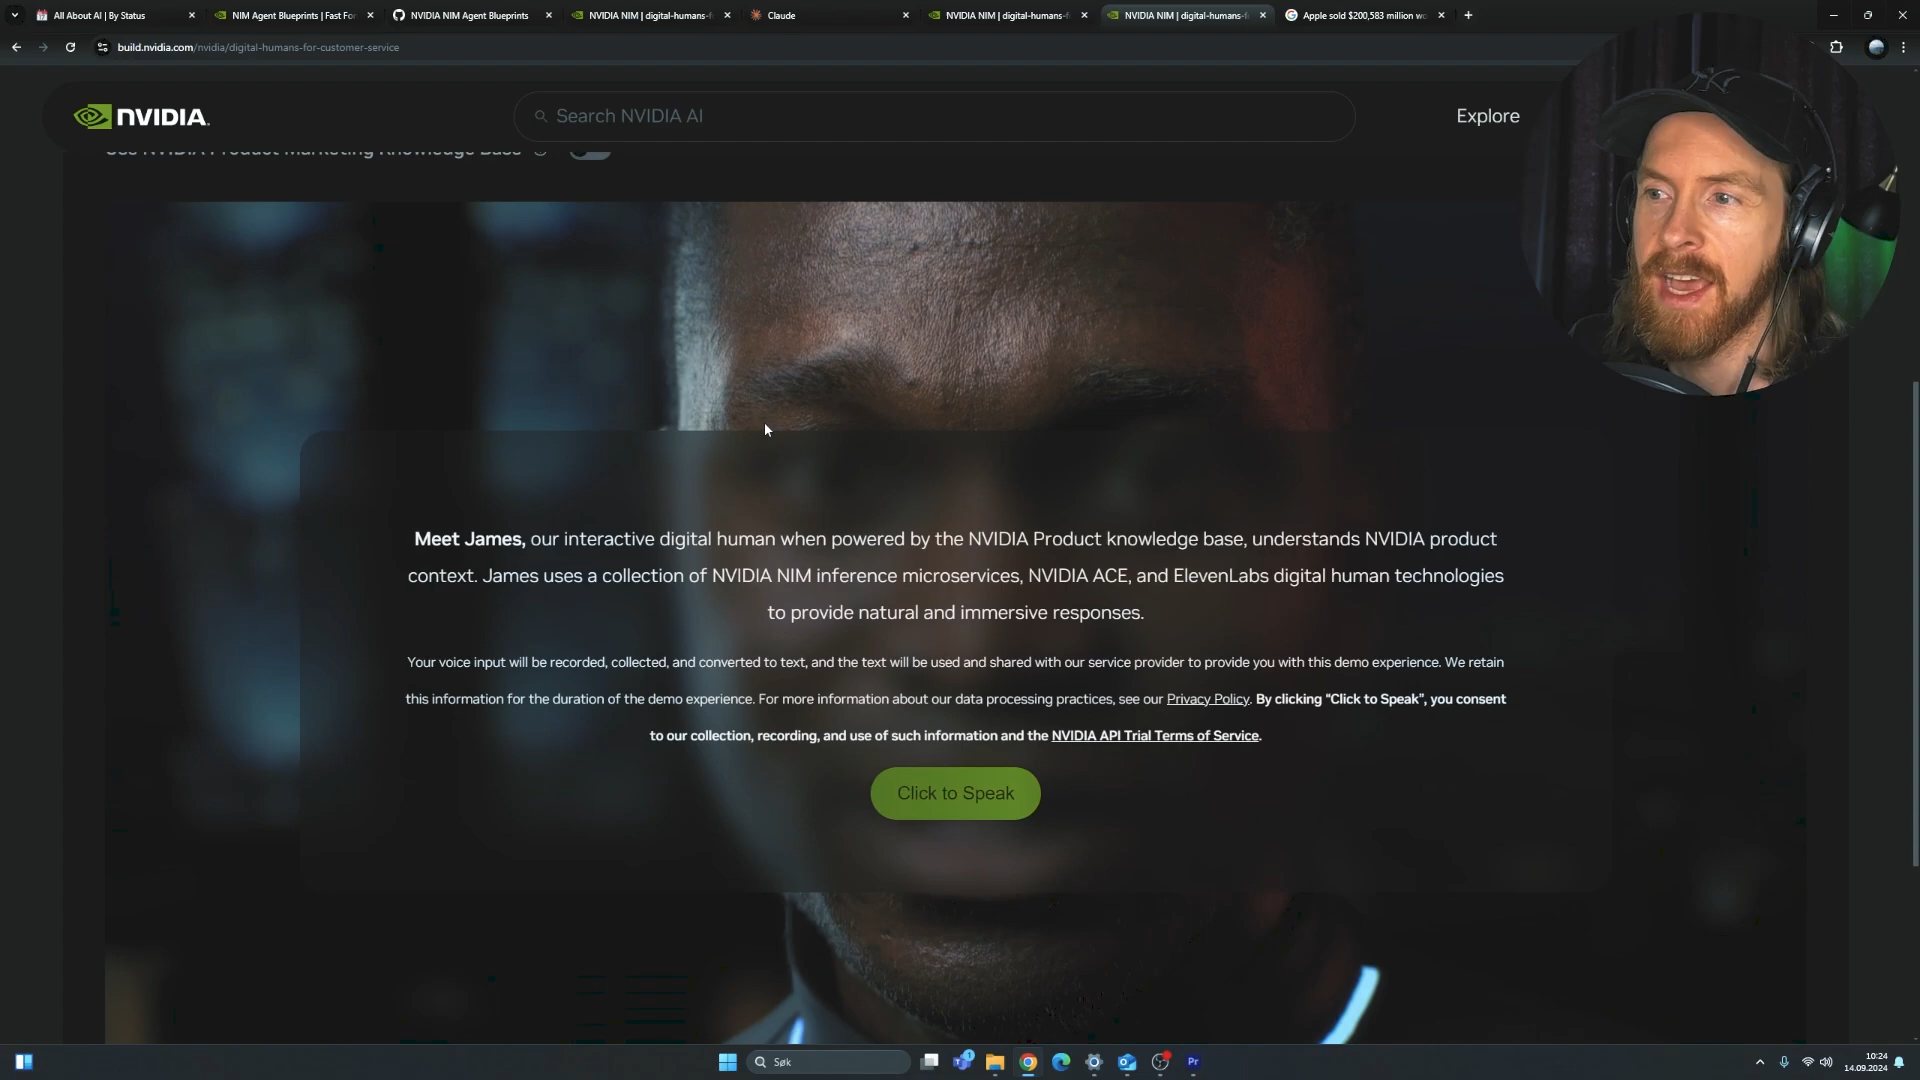 All About AI | By Status
NIM Agent Blueprints | Fast For
NVIDIA NIM Agent Blueprints
NVIDIA NIM | digital-humans-f
Claude
NVIDIA NIM | digital-humans-f
NVIDIA NIM | digital-humans-f
Apple sold $200,583 million wo
build.nvidia.com/nvidia/digital-humans-for-customer-service
NVIDIA.
Search NVIDIA AI
Explore
Use NVIDIA Product Marketing Knowledge Base
Meet James, our interactive digital human when powered by the NVIDIA Product knowledge base, understands NVIDIA product
context. James uses a collection of NVIDIA NIM inference microservices, NVIDIA ACE, and ElevenLabs digital human technologies
to provide natural and immersive responses.
Your voice input will be recorded, collected, and converted to text, and the text will be used and shared with our service provider to provide you with this demo experience. We retain
this information for the duration of the demo experience. For more information about our data processing practices, see our Privacy Policy. By clicking “Click to Speak”, you consent
to our collection, recording, and use of such information and the NVIDIA API Trial Terms of Service.
Click to Speak
Søk
1
Pr
10:24
14.09.2024